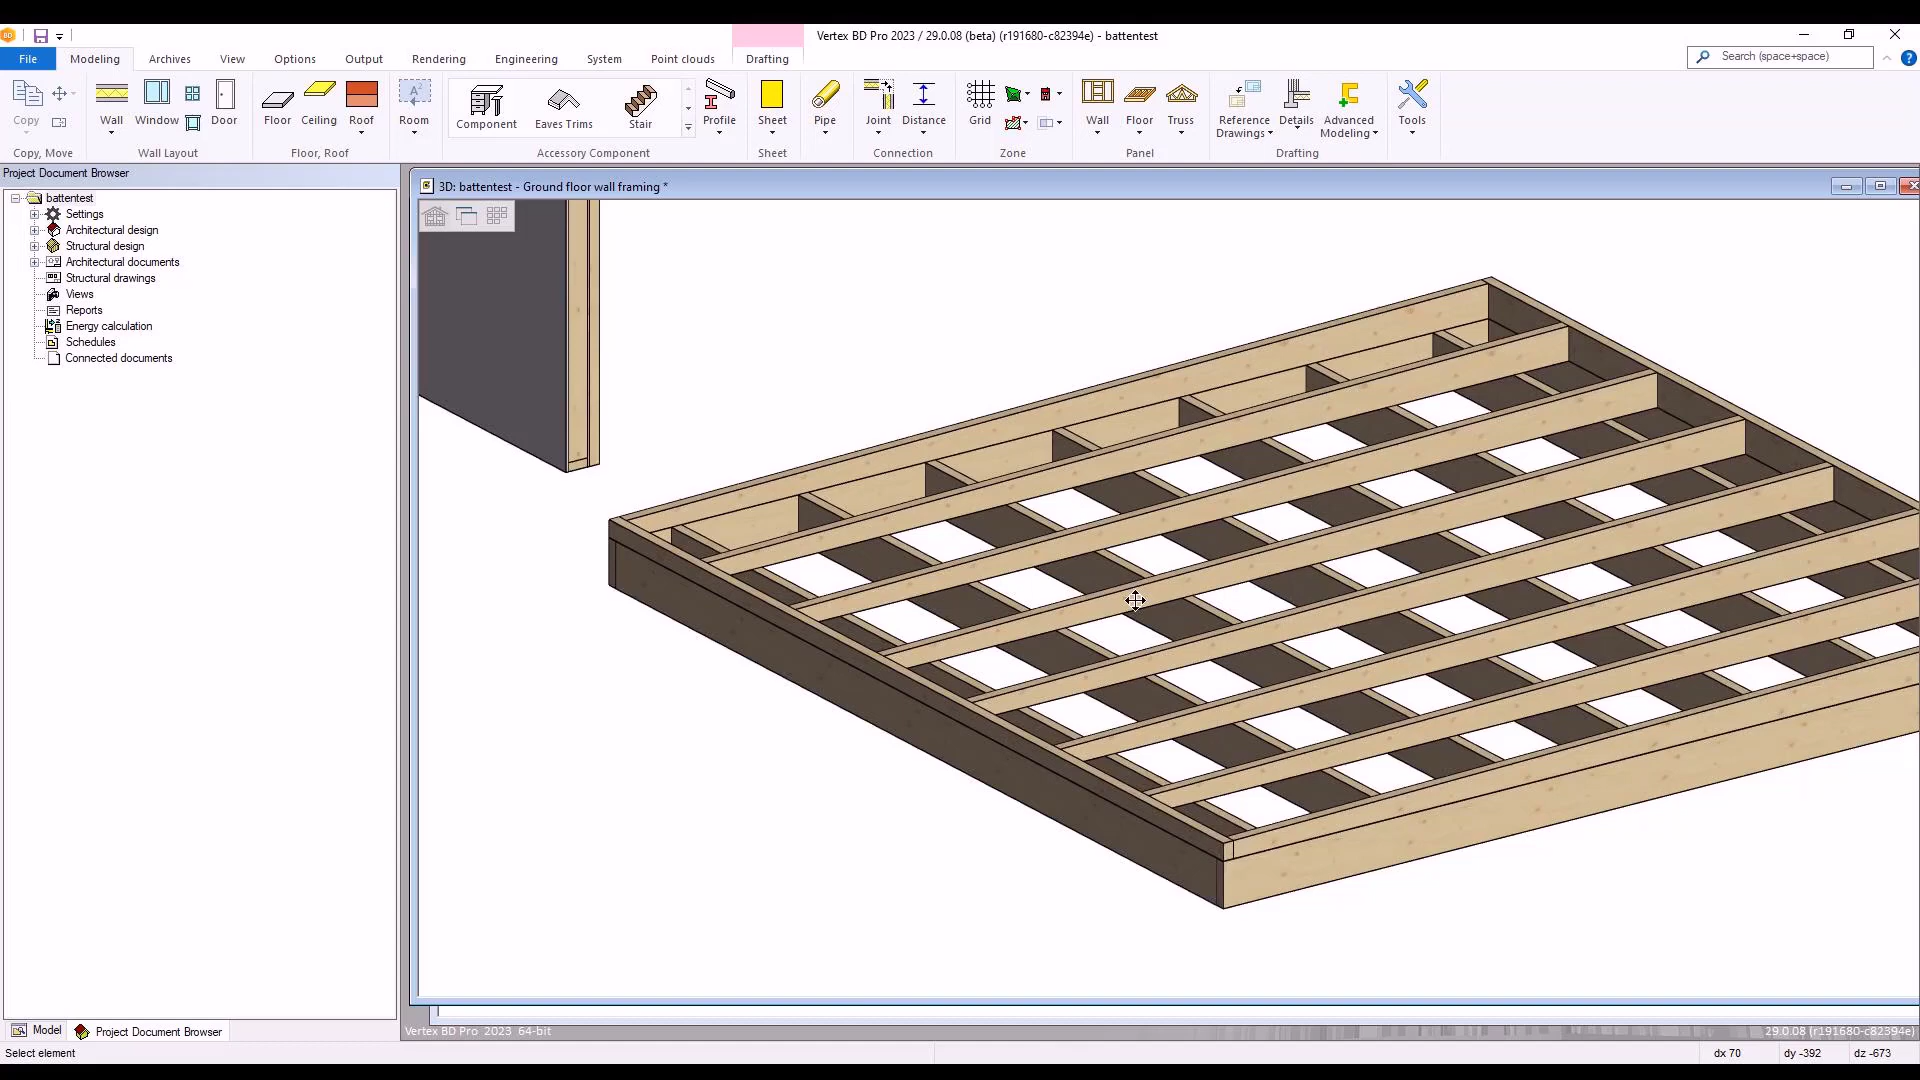 BD
Vertex BD Pro 2023 / 29.0.08 (beta) (r191680-c82394e) - battentest
File
Modeling
Archives
View
Options
Output
Rendering
Engineering
System
Point clouds
Drafting
Search (space+space)
?
Copy
Wall
Window
Door
Floor
Ceiling
Roof
A²
Room
Component
Eaves Trims
Stair
Profile
Sheet
Pipe
Joint
Distance
Grid
Wall
Floor
Truss
Reference
Drawings
Details
Advanced
Modeling
Tools
Copy, Move
Wall Layout
Floor, Roof
Accessory Component
Sheet
Connection
Zone
Panel
Drafting
Project Document Browser
battentest
Settings
Architectural design
Structural design
Architectural documents
Structural drawings
Views
Reports
Energy calculation
Schedules
Connected documents
3D: battentest - Ground floor wall framing *
Model
Project Document Browser
Vertex BD Pro 2023 64-bit
29.0.08 (r191680-c82394e)
Select element
dx 70
dy -392
dz -673